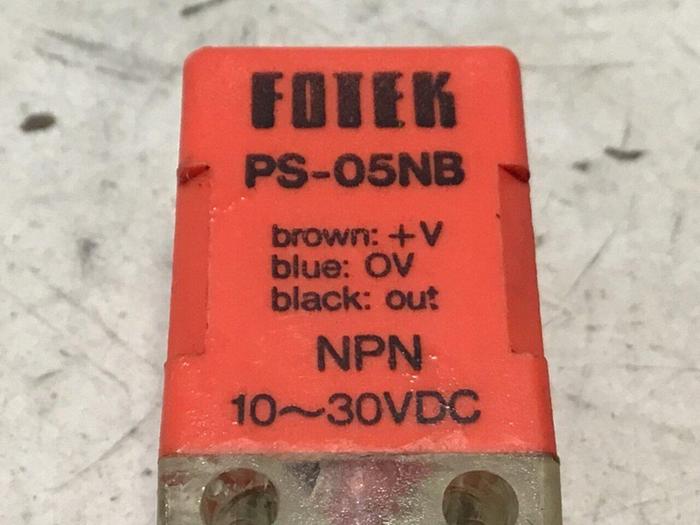 FOTEK
PS-05NB
brown: +V
blue: 0V
black: out
NPN
10~30VDC